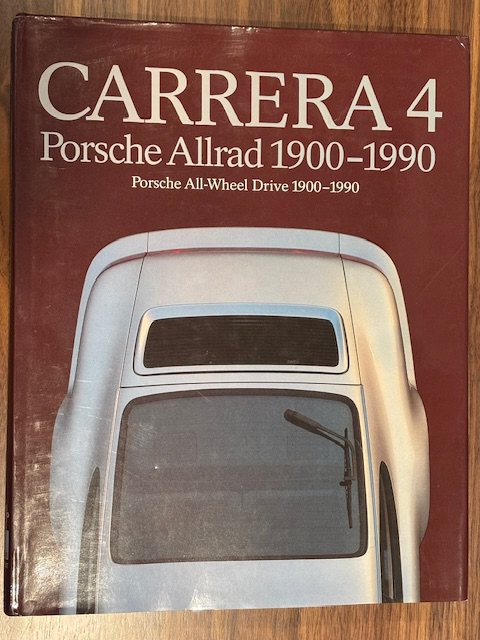 CARRERA 4
Porsche Allrad 1900–1990
Porsche All-Wheel Drive 1900–1990